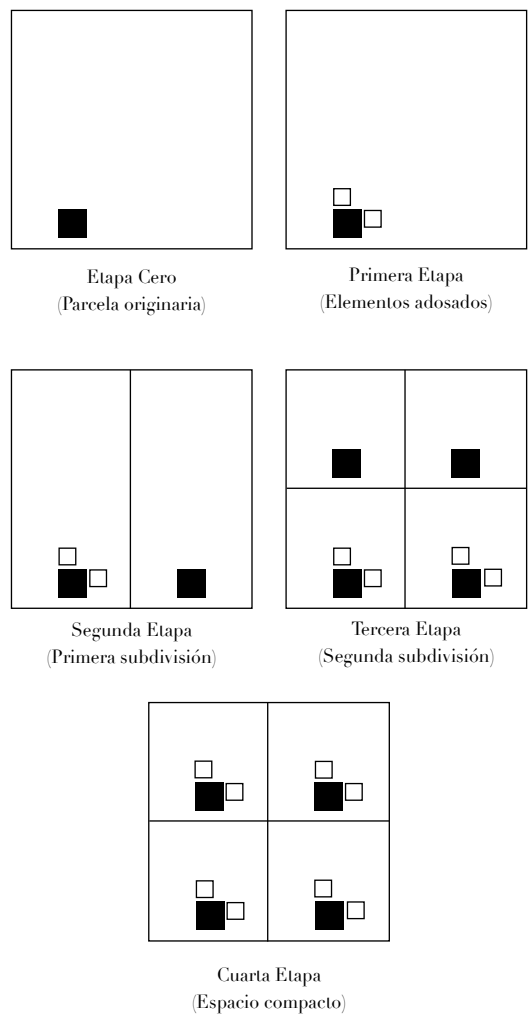 Etapa Cero
(Parcela originaria)
Primera Etapa
(Elementos adosados)
Segunda Etapa
(Primera subdivisión)
Tercera Etapa
(Segunda subdivisión)
Cuarta Etapa
(Espacio compacto)